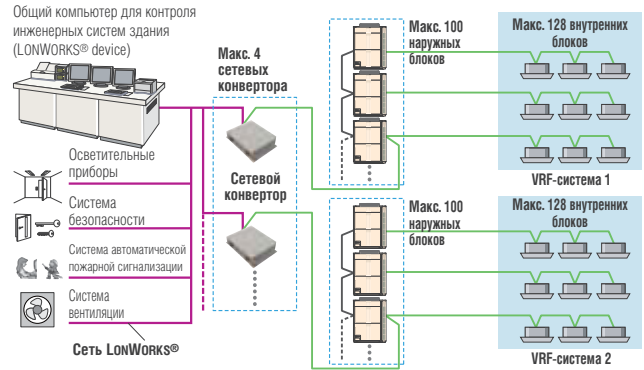 Общий компьютер для контроля
инженерных систем здания
(LONWORKS® device)
Макс. 4
сетевых
конвертора
Макс. 100
наружных
блоков
Макс. 128 внутренних
блоков
VRF-система 1
Осветительные
приборы
Сетевой
конвертор
Система
безопасности
Система автоматической
пожарной сигнализации
Система
вентиляции
Сеть LONWORKS®
Макс. 100
наружных
блоков
Макс. 128 внутренних
блоков
VRF-система 2